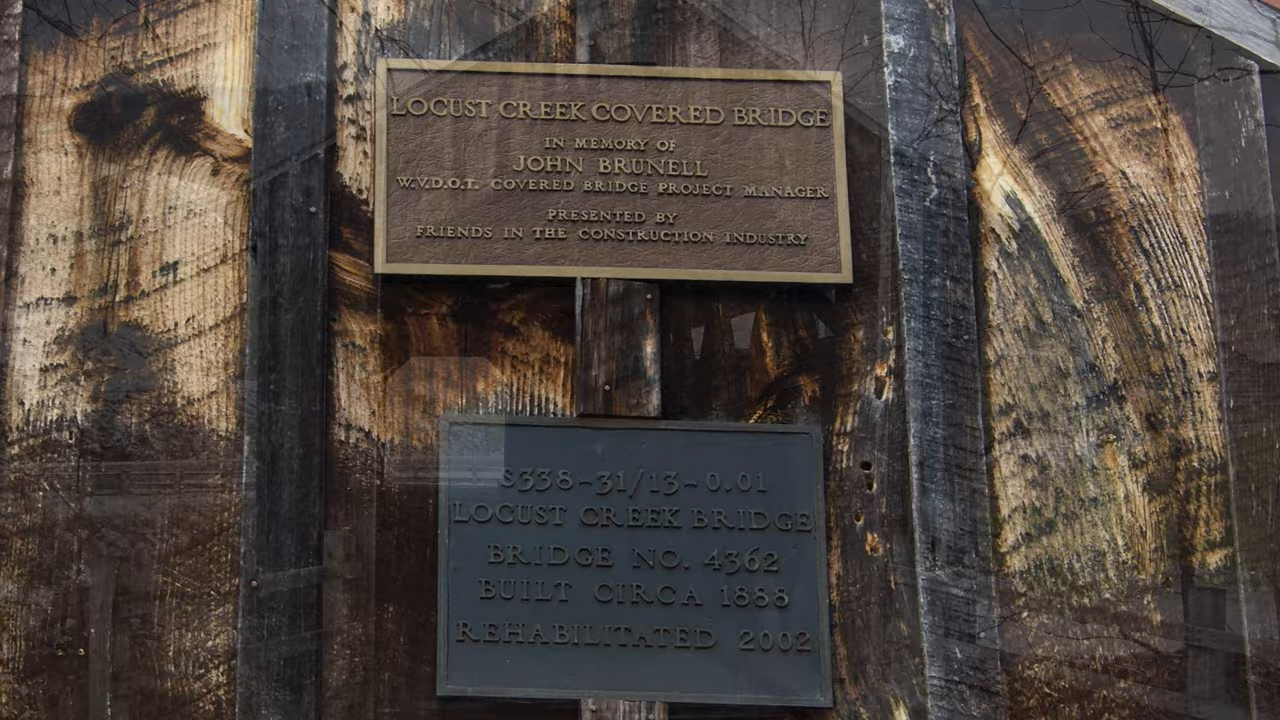 LOCUST CREEK COVERED BRIDGE
IN MEMORY OF
JOHN BRUNELL
W.V.D.O.T. COVERED BRIDGE PROJECT MANAGER
PRESENTED BY
FRIENDS IN THE CONSTRUCTION INDUSTRY
S338-31/13-0.01
LOCUST CREEK BRIDGE
BRIDGE NO. 4362
BUILT CIRCA 1888
REHABILITATED 2002